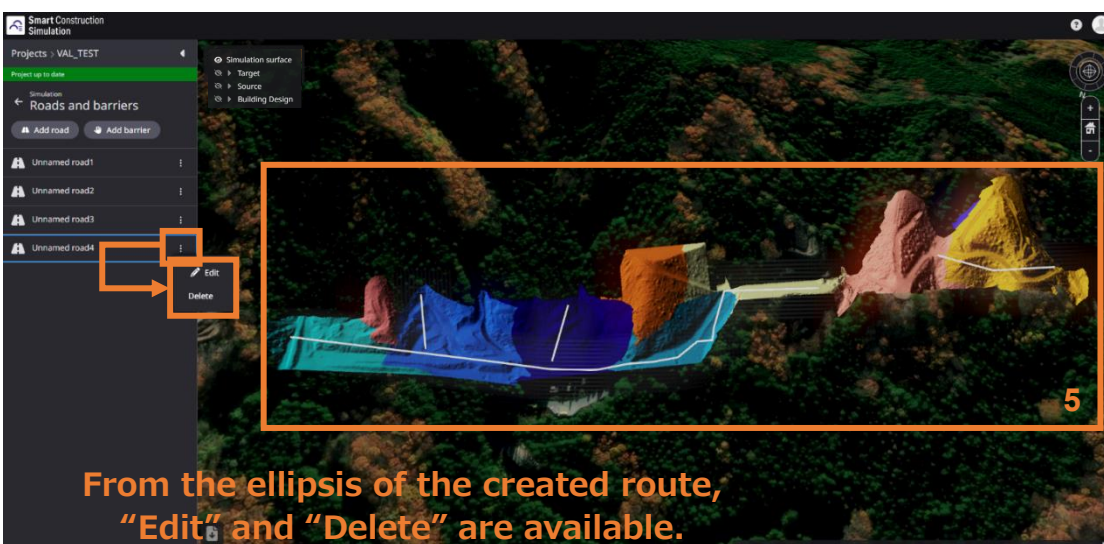 Smart Construction
Simulation
Projects > VAL_TEST
Project up to date
Simulation
Roads and barriers
Add road
Add barrier
Unnamed road1
Unnamed road2
Unnamed road3
Unnamed road4
Edit
Delete
Simulation surface
Target
Source
Building Design
?
N
+
-
5
From the ellipsis of the created route,
“Edit” and “Delete” are available.